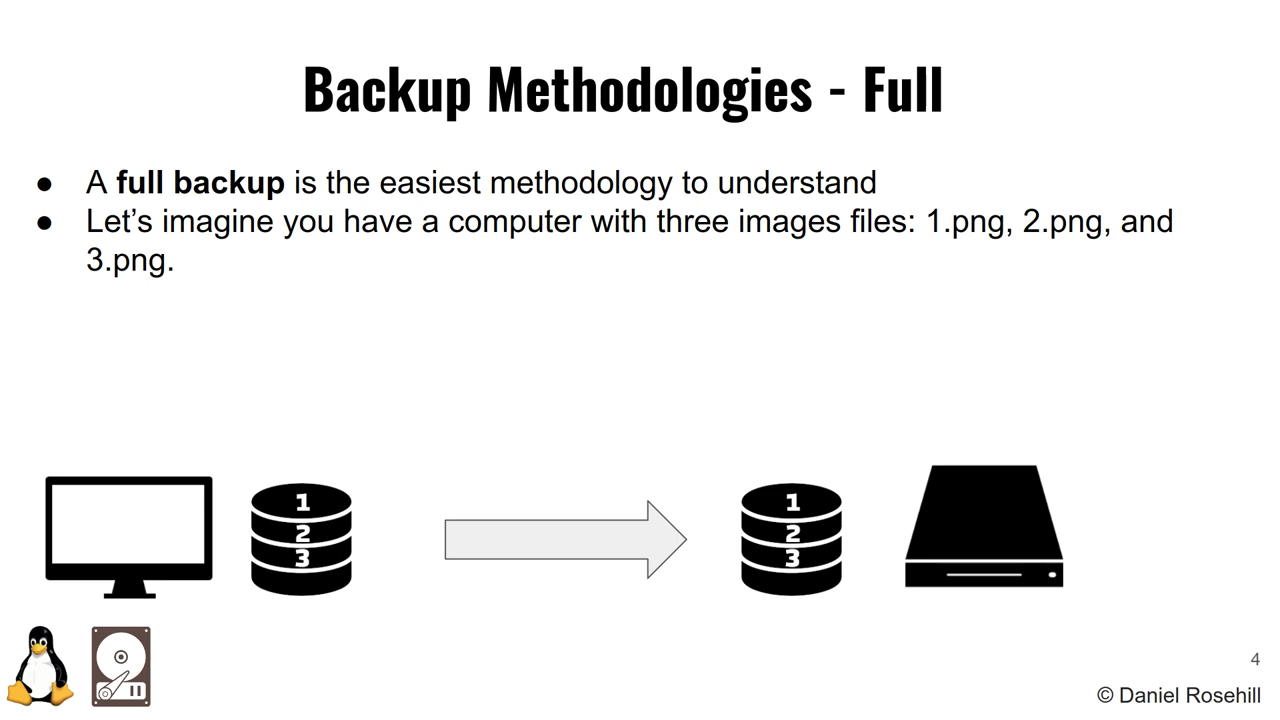 Backup Methodologies - Full
● A full backup is the easiest methodology to understand
● Let’s imagine you have a computer with three images files: 1.png, 2.png, and
3.png.
1
2
3
1
2
3
4
© Daniel Rosehill